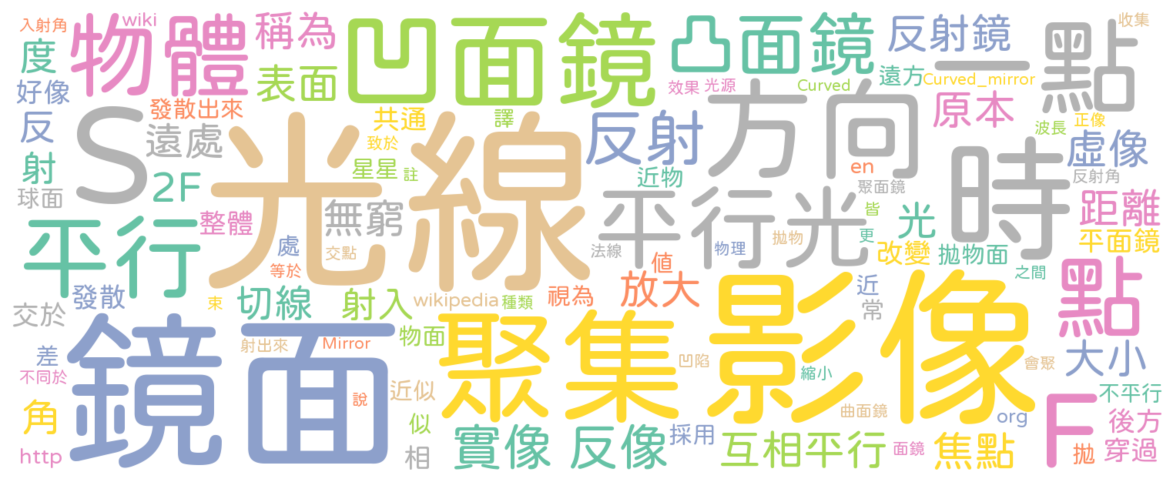 入射角 wiki 稱為 凹面鏡 凸面鏡 反射鏡 一點 收集
度 物體 表面 遠方 Curved_mirror
好像 發散出來 共通 譯 效果 光源 Curved 原本 波長 正像
反 S 遠處 光線 致於 反射 方向 時 虛像
射 2F 星星 註 近物 en 聚面鏡 反射角
球面 整體 無窮 平行光 皆 光 距離
平行 處 交點 法線 物理 拋物 更 改變 拋物面 平面鏡
等於 值 之間
交於 發散 束 切線 射入 wikipedia 種類 視為 放大 近 常 點
差 鏡面 射出來 Mirror 物面 聚集 影像 大小
不同於 說 近似 凹陷 縮小 會聚 不平行
角 似 曲面鏡 org F 後方
http 相 實像 反像 採用 互相平行 面鏡 焦點 拋 穿過